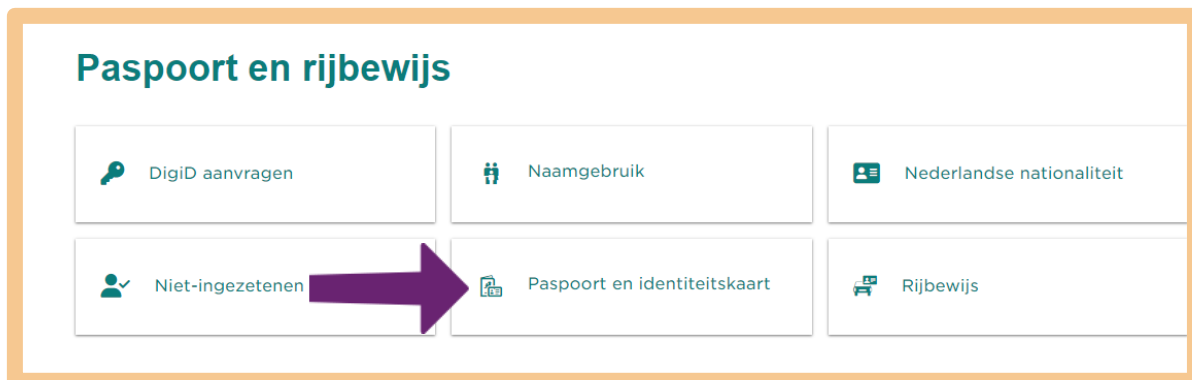 Paspoort en rijbewijs
DigiD aanvragen
Naamgebruik
Nederlandse nationaliteit
Niet-ingezetenen
Paspoort en identiteitskaart
Rijbewijs